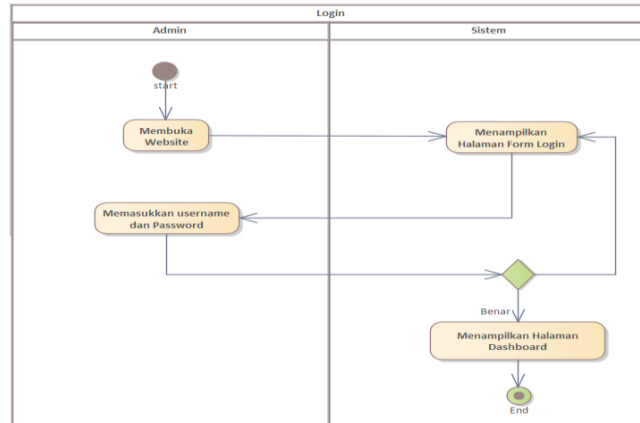 Login
Admin
Sistem
start
Membuka
Website
Menampilkan
Halaman Form Login
Memasukkan username
dan Password
Benar
Menampilkan Halaman
Dashboard
End